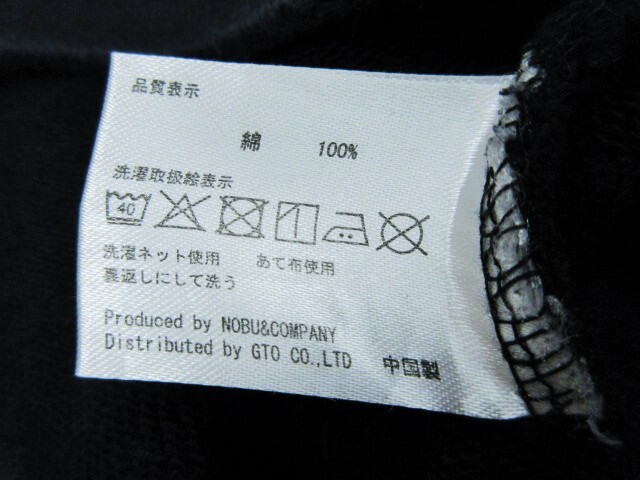 品質表示
綿 100%
洗濯取扱絵表示
40
洗濯ネット使用 あて布使用
裏返しにして洗う
Produced by NOBU&COMPANY
Distributed by GTO CO.,LTD 中国製